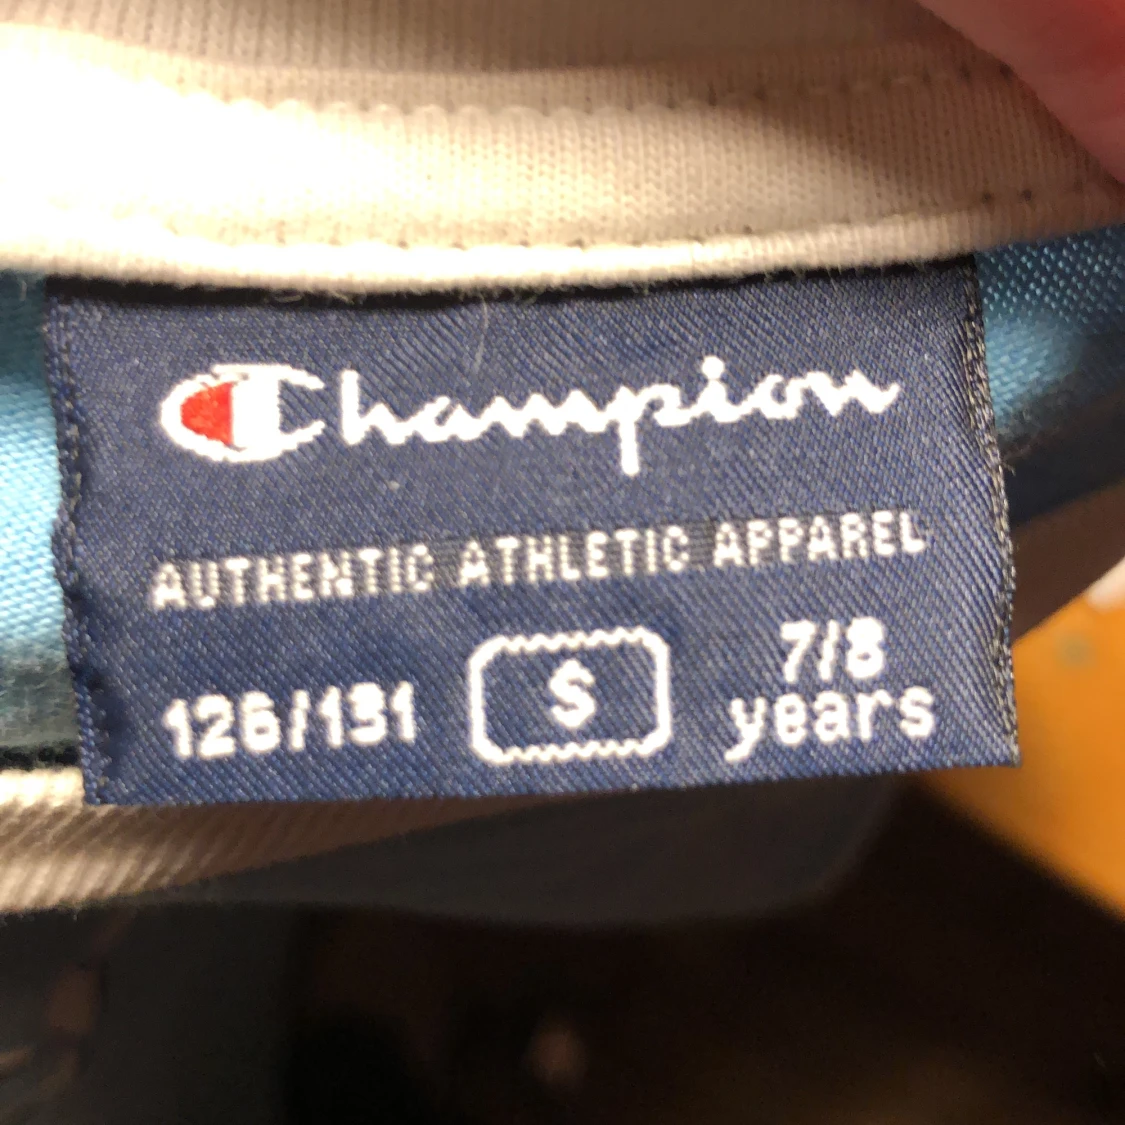 Champion
AUTHENTIC ATHLETIC APPAREL
126/131 S 7/8
years